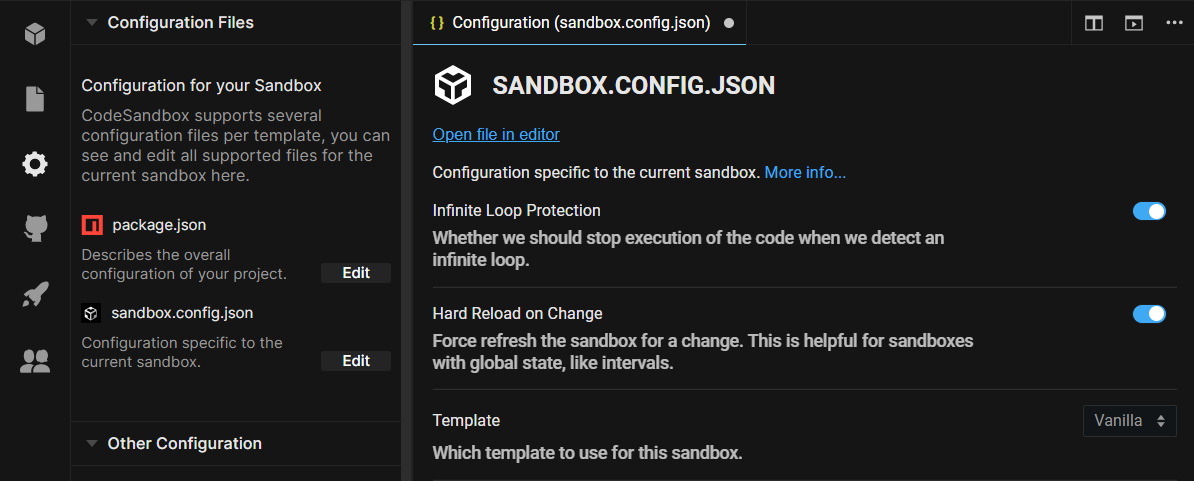 Configuration Files
Configuration for your Sandbox
CodeSandbox supports several
configuration files per template, you can
see and edit all supported files for the
current sandbox here.
package.json
Describes the overall
configuration of your project.
Edit
sandbox.config.json
Configuration specific to the
current sandbox.
Edit
Other Configuration
{ } Configuration (sandbox.config.json)
SANDBOX.CONFIG.JSON
Open file in editor
Configuration specific to the current sandbox. More info...
Infinite Loop Protection
Whether we should stop execution of the code when we detect an
infinite loop.
Hard Reload on Change
Force refresh the sandbox for a change. This is helpful for sandboxes
with global state, like intervals.
Template
Vanilla
Which template to use for this sandbox.